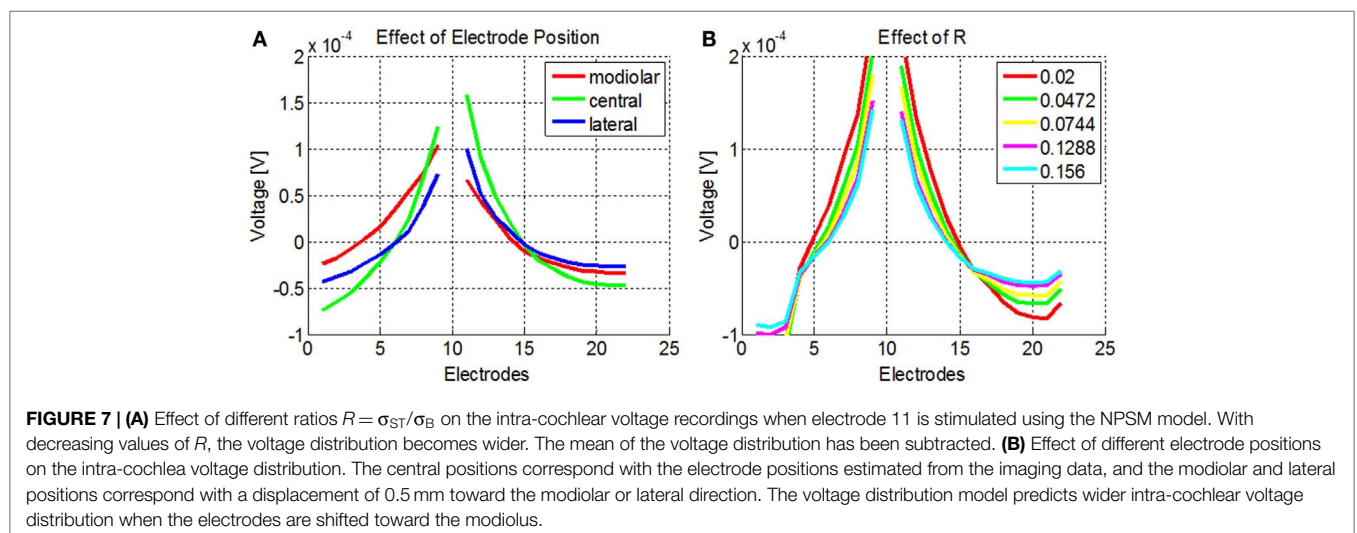 A
Effect of Electrode Position
2 x 10-4
1.5
1
0.5
0
-0.5
-1
0 5 10 15 20 25
Voltage [V]
Electrodes
modiolar
central
lateral
B
Effect of R
2 x 10-4
1.5
1
0.5
0
-0.5
-1
0 5 10 15 20 25
Voltage [V]
Electrodes
0.02
0.0472
0.0744
0.1288
0.156
FIGURE 7 | (A) Effect of different ratios R = σST/σB on the intra-cochlear voltage recordings when electrode 11 is stimulated using the NPSM model. With
decreasing values of R, the voltage distribution becomes wider. The mean of the voltage distribution has been subtracted. (B) Effect of different electrode positions
on the intra-cochlea voltage distribution. The central positions correspond with the electrode positions estimated from the imaging data, and the modiolar and lateral
positions correspond with a displacement of 0.5 mm toward the modiolar or lateral direction. The voltage distribution model predicts wider intra-cochlear voltage
distribution when the electrodes are shifted toward the modiolus.